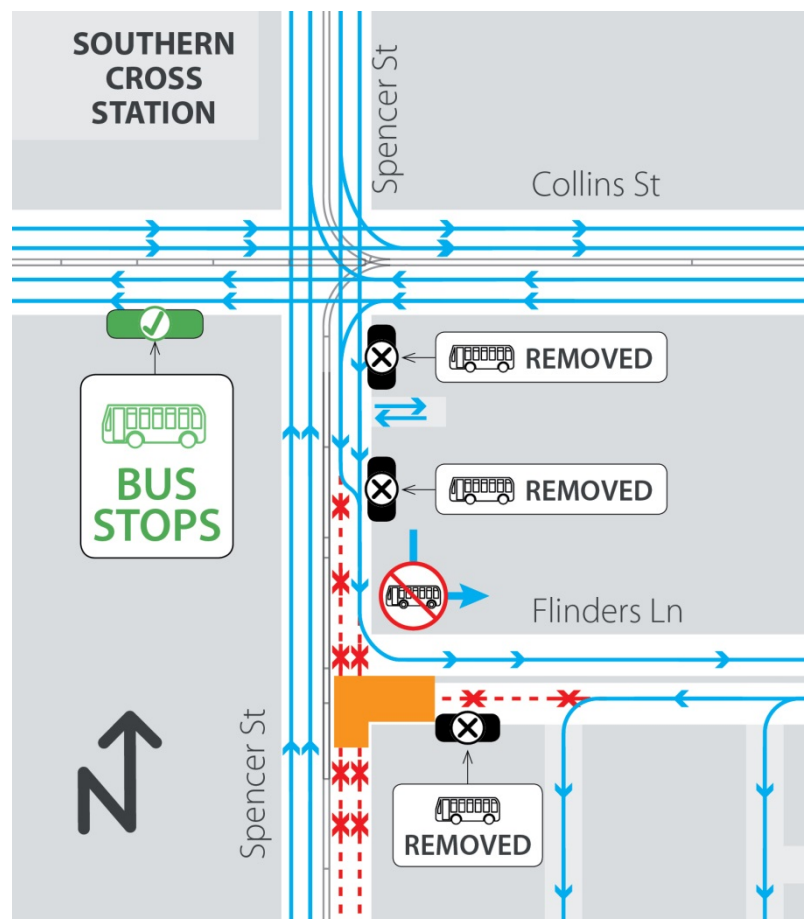 SOUTHERN
CROSS
STATION
Spencer St
Collins St
REMOVED
BUS
STOPS
REMOVED
Flinders Ln
Spencer St
N
REMOVED